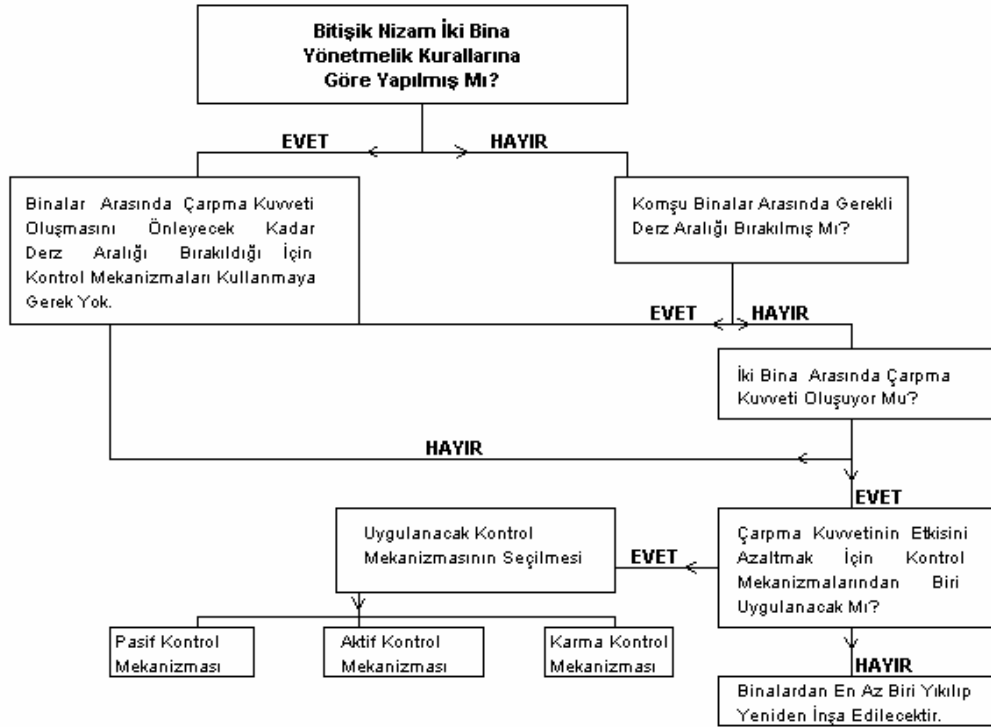 Bitişik Nizam İki Bina
Yönetmelik Kurallarına
Göre Yapılmış Mı?
EVET
HAYIR
Binalar Arasında Çarpma Kuvveti
Oluşmasını Önleyecek Kadar
Derz Aralığı Bırakıldığı İçin
Kontrol Mekanizmaları Kullanmaya
Gerek Yok.
Komşu Binalar Arasında Gerekli
Derz Aralığı Bırakılmış Mı?
EVET
HAYIR
İki Bina Arasında Çarpma
Kuvveti Oluşuyor Mu?
HAYIR
EVET
Uygulanacak Kontrol
Mekanizmasının Seçilmesi
EVET
Çarpma Kuvvetinin Etkisini
Azaltmak İçin Kontrol
Mekanizmalarından Biri
Uygulanacak Mı?
Pasif Kontrol
Mekanizması
Aktif Kontrol
Mekanizması
Karma Kontrol
Mekanizması
HAYIR
Binalardan En Az Biri Yıkılıp
Yeniden İnşa Edilecektir.